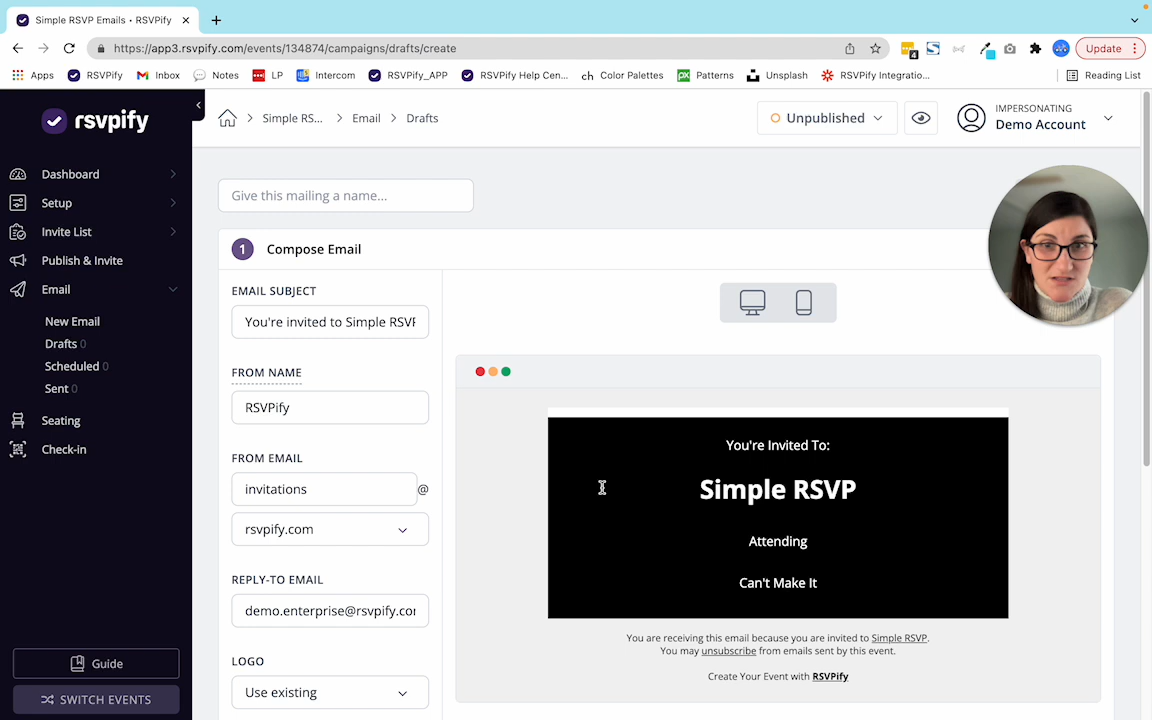 Simple RSVP Emails • RSVPify
https://app3.rsvpify.com/events/134874/campaigns/drafts/create
4
Update
Apps
RSVPify
Inbox
Notes
LP
Intercom
RSVPify_APP
RSVPify Help Cen...
ch Color Palettes
px Patterns
Unsplash
RSVPify Integratio...
Reading List
rsvpify
Simple RS...
Email
Drafts
Unpublished
IMPERSONATING
Demo Account
Dashboard
Setup
Invite List
Publish & Invite
Email
New Email
Drafts 0
Scheduled 0
Sent 0
Seating
Check-in
Guide
SWITCH EVENTS
Give this mailing a name...
1 Compose Email
EMAIL SUBJECT
You're invited to Simple RSVP
FROM NAME
RSVPify
FROM EMAIL
invitations @
rsvpify.com
REPLY-TO EMAIL
demo.enterprise@rsvpify.co
LOGO
Use existing
You're Invited To:
Simple RSVP
Attending
Can't Make It
You are receiving this email because you are invited to Simple RSVP.
You may unsubscribe from emails sent by this event.
Create Your Event with RSVPify